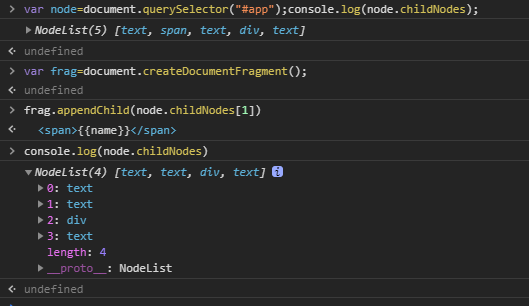 > var node=document.querySelector("#app");console.log(node.childNodes);
▶ NodeList(5) [text, span, text, div, text]
< undefined
> var frag=document.createDocumentFragment();
< undefined
> frag.appendChild(node.childNodes[1])
< <span>{{name}}</span>
> console.log(node.childNodes)
▼ NodeList(4) [text, text, div, text] i
▶ 0: text
▶ 1: text
▶ 2: div
▶ 3: text
length: 4
▶ __proto__: NodeList
< undefined